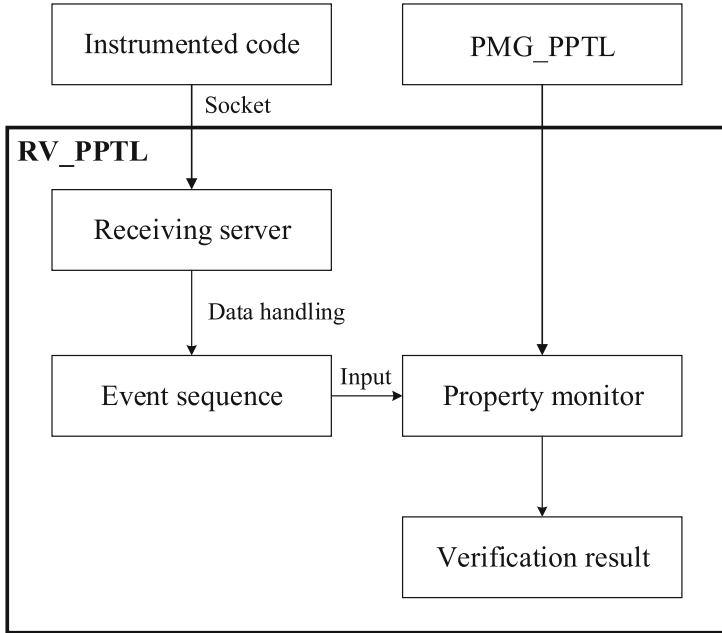 Instrumented code
PMG_PPTL
Socket
RV_PPTL
Receiving server
Data handling
Event sequence
Input
Property monitor
Verification result